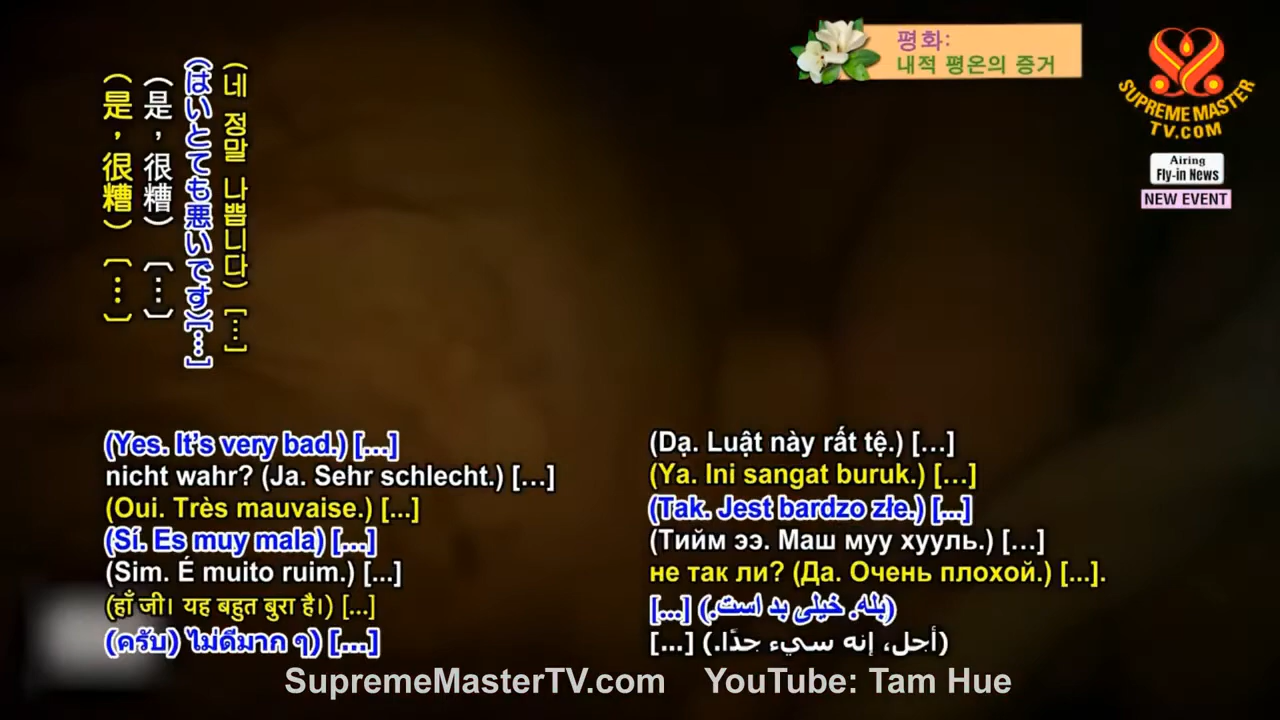 평화:
내적 평온의 증거
SUPREME MASTER
TV.COM
Airing
Fly-in News
NEW EVENT
(네 정말 나쁩니다) […]
(はいとても悪いです)[…]
(是，很糟) […]
(是，很糟) […]
(Yes. It's very bad.) [...]
nicht wahr? (Ja. Sehr schlecht.) […]
(Oui. Très mauvaise.) [...]
(Sí. Es muy mala) [...]
(Sim. É muito ruim.) [...]
(हाँ जी। यह बहुत बुरा है।) [...]
(ครับ) ไม่ดีมาก ๆ) [...]
(Dạ. Luật này rất tệ.) […]
(Ya. Ini sangat buruk.) […]
(Tak. Jest bardzo złe.) [...]
(Тийм ээ. Маш муу хууль.) […]
не так ли? (Да. Очень плохой.) [...].
(بله. خیلی بد است.) [...]
(أجل، إنه سيء جدًا.) [...]
SupremeMasterTV.com YouTube: Tam Hue